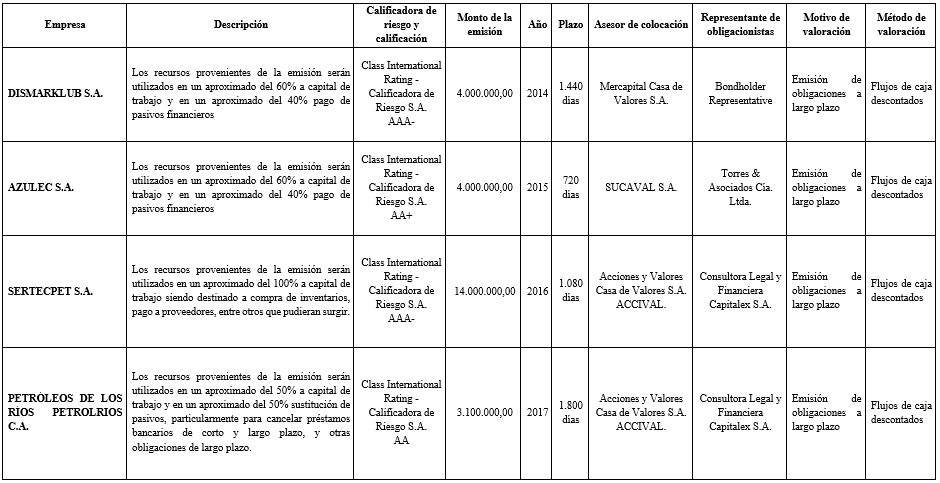 Empresa
Descripción
Calificadora de
riesgo y
calificación
Monto de la
emisión
Año
Plazo
Asesor de colocación
Representante de
obligacionistas
Motivo de
valoración
Método de
valoración
DISMARKLUB S.A.
Los recursos provenientes de la emisión serán
utilizados en un aproximado del 60% a capital de
trabajo y en un aproximado del 40% pago de
pasivos financieros
Class International
Rating -
Calificadora de
Riesgo S.A.
AAA-
4.000.000,00
2014
1.440
días
Mercapital Casa de
Valores S.A.
Bondholder
Representative
Emisión de
obligaciones a
largo plazo
Flujos de caja
descontados
AZULEC S.A.
Los recursos provenientes de la emisión serán
utilizados en un aproximado del 60% a capital de
trabajo y en un aproximado del 40% pago de
pasivos financieros
Class International
Rating -
Calificadora de
Riesgo S.A.
AA+
4.000.000,00
2015
720
días
SUCAVAL S.A.
Torres &
Asociados Cía.
Ltda.
Emisión de
obligaciones a
largo plazo
Flujos de caja
descontados
SERTECPET S.A.
Los recursos provenientes de la emisión serán
utilizados en un aproximado del 100% a capital de
trabajo siendo destinado a compra de inventarios,
pago a proveedores, entre otros que pudieran surgir.
Class International
Rating -
Calificadora de
Riesgo S.A.
AAA-
14.000.000,00
2016
1.080
días
Acciones y Valores
Casa de Valores S.A.
ACCIVAL.
Consultora Legal y
Financiera
Capitalex S.A.
Emisión de
obligaciones a
largo plazo
Flujos de caja
descontados
PETRÓLEOS DE LOS
RÍOS PETROLRIOS
C.A.
Los recursos provenientes de la emisión serán
utilizados en un aproximado del 50% a capital de
trabajo y en un aproximado del 50% sustitución de
pasivos, particularmente para cancelar préstamos
bancarios de corto y largo plazo, y otras
obligaciones de largo plazo.
Class International
Rating -
Calificadora de
Riesgo S.A.
AA
3.100.000,00
2017
1.800
días
Acciones y Valores
Casa de Valores S.A.
ACCIVAL.
Consultora Legal y
Financiera
Capitalex S.A.
Emisión de
obligaciones a
largo plazo
Flujos de caja
descontados